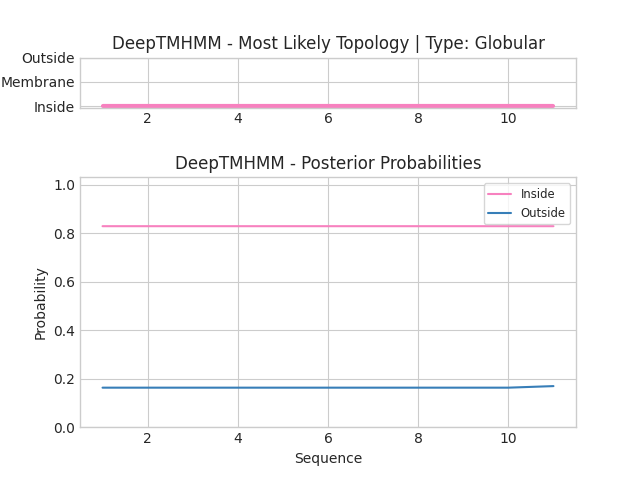 DeepTMHMM - Most Likely Topology | Type: Globular
Outside
Membrane
Inside
2 4 6 8 10
DeepTMHMM - Posterior Probabilities
1.0
0.8
0.6
0.4
0.2
0.0
Probability
Inside
Outside
2 4 6 8 10
Sequence